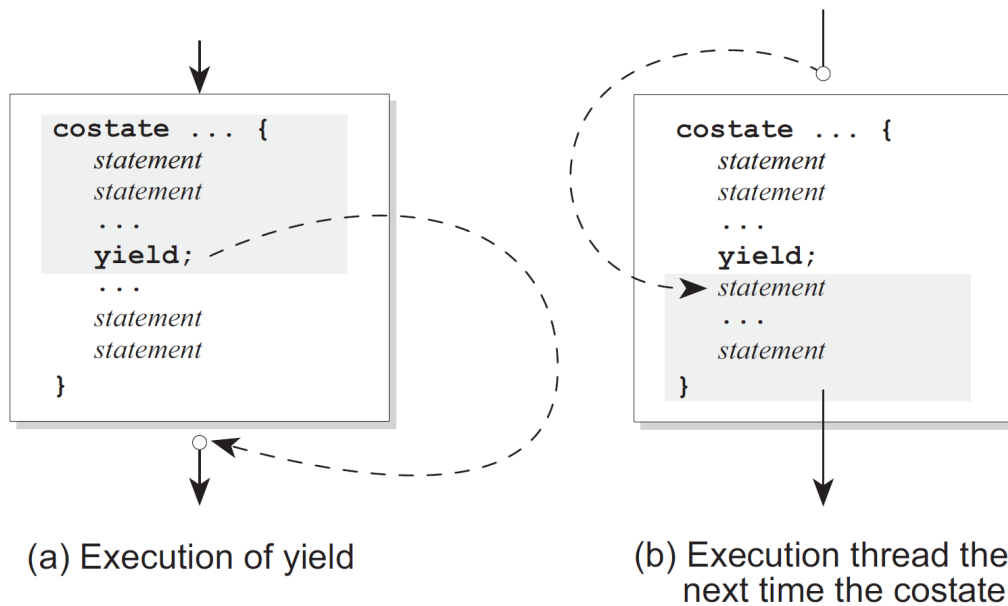 costate ... {
statement
statement
...
yield;
...
statement
statement
}
(a) Execution of yield
costate ... {
statement
statement
...
yield;
statement
...
statement
}
(b) Execution thread the
next time the costate